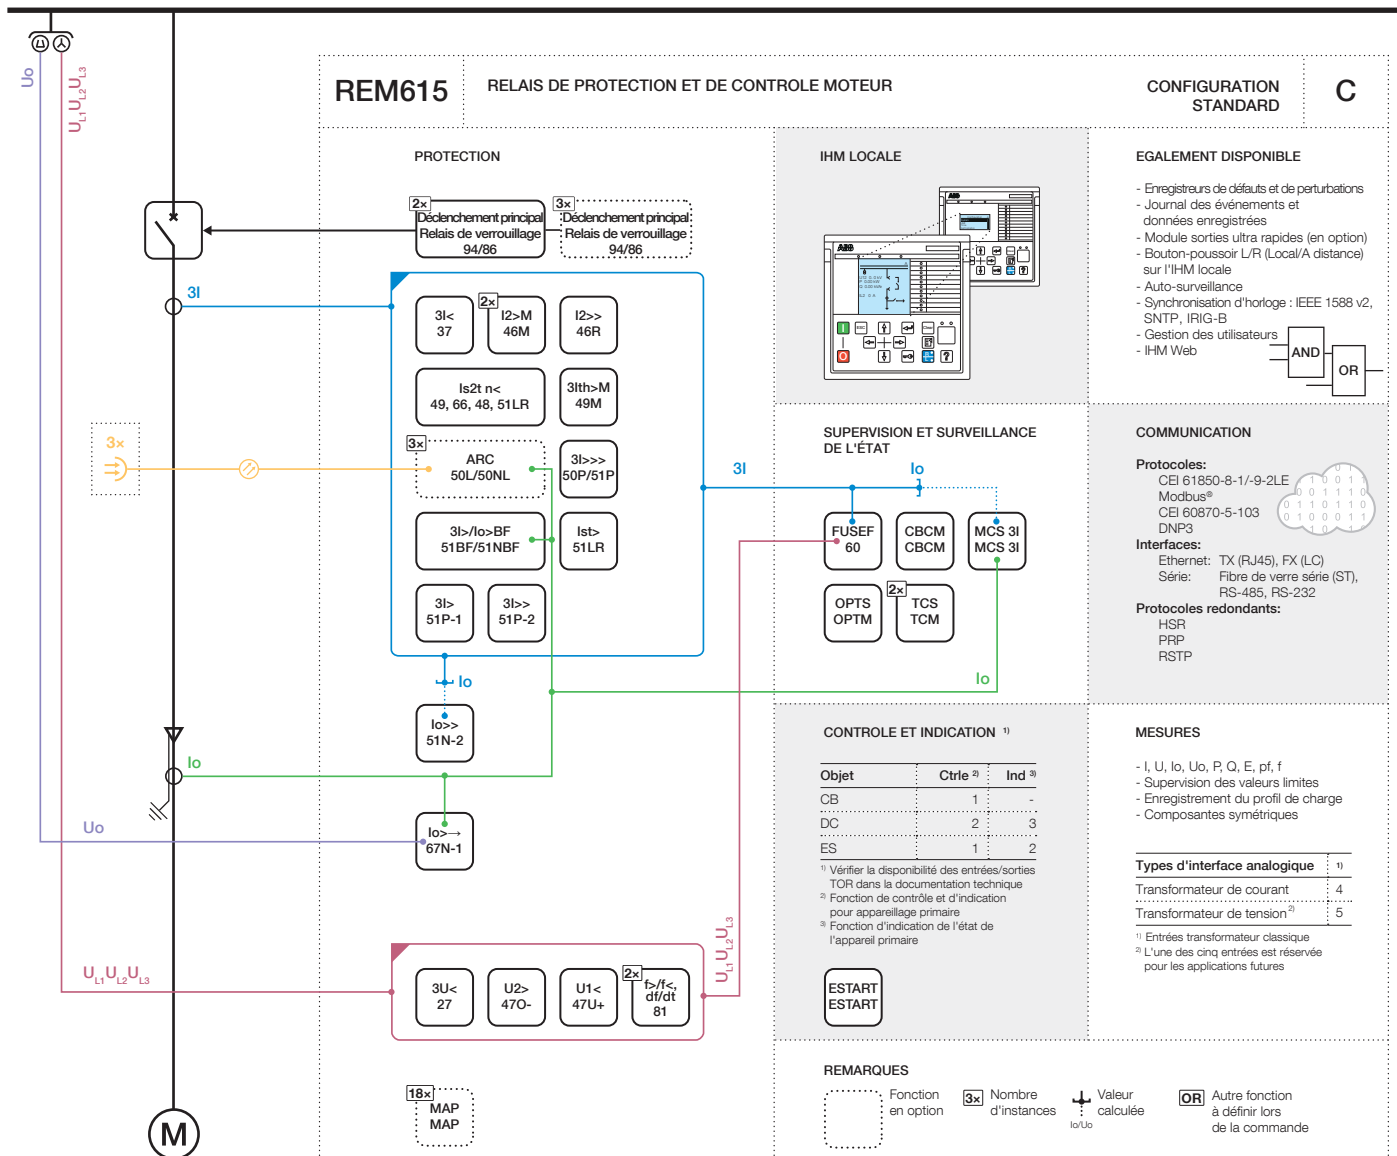 Uo
U L1 U L2 U L3
REM615
RELAIS DE PROTECTION ET DE CONTROLE MOTEUR
CONFIGURATION
STANDARD
C
PROTECTION
2×
Déclenchement principal
Relais de verrouillage
94/86
3×
Déclenchement principal
Relais de verrouillage
94/86
3I
3I<
37
2×
I2>M
46M
I2>>
46R
Is2t n<
49, 66, 48, 51LR
3Ith>M
49M
3×
3×
ARC
50L/50NL
3I>>>
50P/51P
3I>/Io>BF
51BF/51NBF
Ist>
51LR
3I>
51P-1
3I>>
51P-2
Io
Io>>
51N-2
Io
Uo
Io>→
67N-1
U L1 U L2 U L3
3U<
27
U2>
47O-
U1<
47U+
2×
f>/f<,
df/dt
81
U L1 U L2 U L3
18×
MAP
MAP
M
IHM LOCALE
ABB
ABB
ESC
Clear
I
O
?
?
SUPERVISION ET SURVEILLANCE
DE L'ÉTAT
3I
Io
FUSEF
60
CBCM
CBCM
MCS 3I
MCS 3I
OPTS
OPTM
2×
TCS
TCM
Io
CONTROLE ET INDICATION 1)
Objet Ctrle 2) Ind 3)
CB 1 -
DC 2 3
ES 1 2
1) Vérifier la disponibilité des entrées/sorties
TOR dans la documentation technique
2) Fonction de contrôle et d'indication
pour appareillage primaire
3) Fonction d'indication de l'état de
l'appareil primaire
ESTART
ESTART
EGALEMENT DISPONIBLE
- Enregistreurs de défauts et de perturbations
- Journal des événements et
données enregistrées
- Module sorties ultra rapides (en option)
- Bouton-poussoir L/R (Local/A distance)
sur l'IHM locale
- Auto-surveillance
- Synchronisation d'horloge : IEEE 1588 v2,
SNTP, IRIG-B
- Gestion des utilisateurs
- IHM Web
AND
OR
COMMUNICATION
Protocoles:
CEI 61850-8-1/-9-2LE
Modbus®
CEI 60870-5-103
DNP3
Interfaces:
Ethernet: TX (RJ45), FX (LC)
Série: Fibre de verre série (ST),
RS-485, RS-232
Protocoles redondants:
HSR
PRP
RSTP
MESURES
- I, U, Io, Uo, P, Q, E, pf, f
- Supervision des valeurs limites
- Enregistrement du profil de charge
- Composantes symétriques
Types d'interface analogique 1)
Transformateur de courant 4
Transformateur de tension 2) 5
1) Entrées transformateur classique
2) L'une des cinq entrées est réservée
pour les applications futures
REMARQUES
Fonction
en option
3×
Nombre
d'instances
Io/Uo
Valeur
calculée
OR
Autre fonction
à définir lors
de la commande